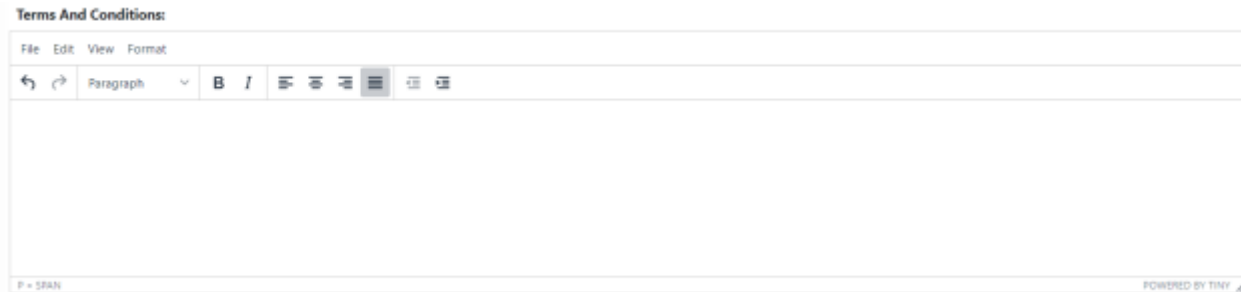 Terms And Conditions:
File Edit View Format
Paragraph B I
P » SPAN POWERED BY TINY